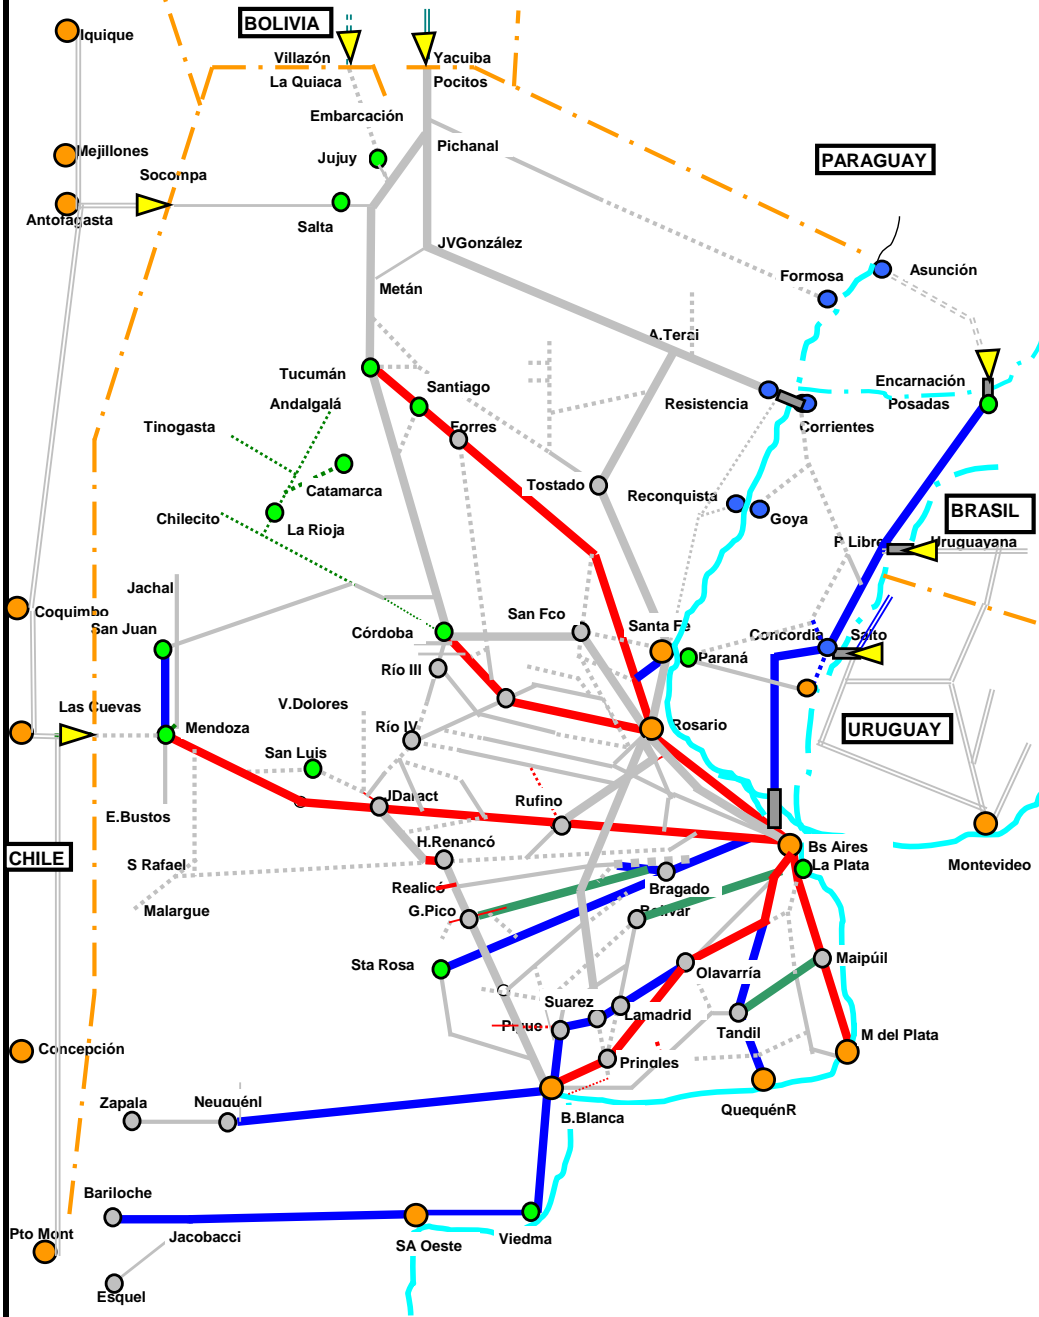 BOLIVIA
Iquique
Villazón
Yacuiba
La Quiaca
Pocitos
Embarcación
Pichanal
Mejillones
Jujuy
PARAGUAY
Socompa
Antofagasta
Salta
JVGonzález
Formosa
Asunción
Metán
A.Terai
Tucumán
Santiago
Encarnación
Andalgalá
Resistencia
Posadas
Tinogasta
Forres
Corrientes
Catamarca
Tostado
Reconquista
BRASIL
Chilecito
La Rioja
Goya
P Libre
Uruguayana
Jachal
Coquimbo
San Fco
San Juan
Córdoba
Santa Fe
Concordia
Salto
Río III
Paraná
Las Cuevas
V.Dolores
Mendoza
Río IV
Rosario
URUGUAY
San Luis
JDaract
Rufino
E.Bustos
H.Renancó
Bs Aires
CHILE
S Rafael
La Plata
Montevideo
Realicó
Bragado
Malargue
G.Pico
Bolivar
Sta Rosa
Olavarría
Maipúil
Suarez
Lamadrid
Pigue
Tandil
M del Plata
Concepción
Pringles
Zapala
Neuquénl
QuequénR
B.Blanca
Bariloche
Pto Mont
Jacobacci
SA Oeste
Viedma
Esquel